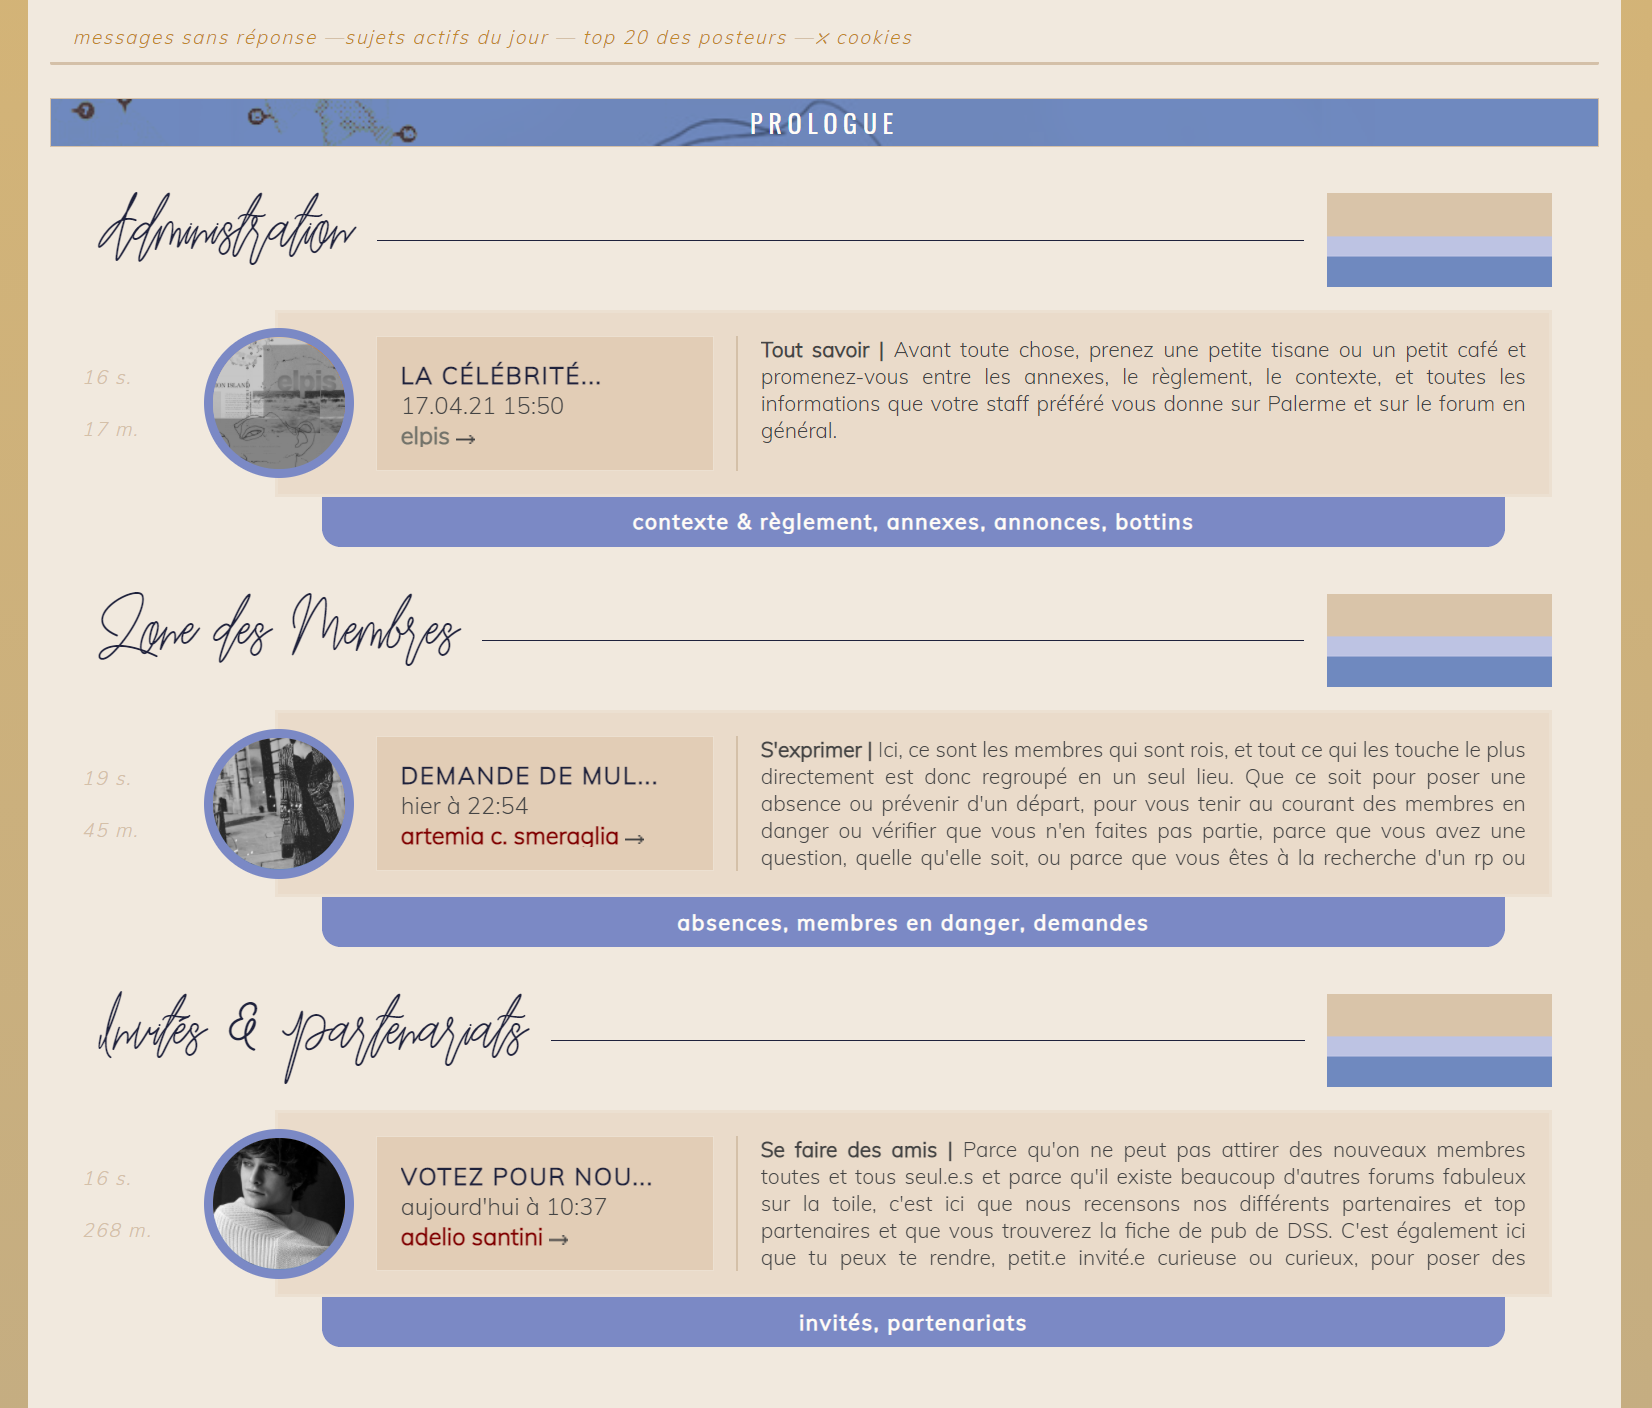 messages sans réponse —sujets actifs du jour — top 20 des posteurs —× cookies
PROLOGUE
Administration
16 s.
17 m.
elpis
LA CÉLÉBRITÉ...
17.04.21 15:50
elpis →
Tout savoir | Avant toute chose, prenez une petite tisane ou un petit café et
promenez-vous entre les annexes, le règlement, le contexte, et toutes les
informations que votre staff préféré vous donne sur Palerme et sur le forum en
général.
contexte & règlement, annexes, annonces, bottins
Zone des Membres
19 s.
45 m.
DEMANDE DE MUL...
hier à 22:54
artemia c. smeraglia →
S'exprimer | Ici, ce sont les membres qui sont rois, et tout ce qui les touche le plus
directement est donc regroupé en un seul lieu. Que ce soit pour poser une
absence ou prévenir d'un départ, pour vous tenir au courant des membres en
danger ou vérifier que vous n'en faites pas partie, parce que vous avez une
question, quelle qu'elle soit, ou parce que vous êtes à la recherche d'un rp ou
absences, membres en danger, demandes
Invités & partenariats
16 s.
268 m.
VOTEZ POUR NOU...
aujourd'hui à 10:37
adelio santini →
Se faire des amis | Parce qu'on ne peut pas attirer des nouveaux membres
toutes et tous seul.e.s et parce qu'il existe beaucoup d'autres forums fabuleux
sur la toile, c'est ici que nous recensons nos différents partenaires et top
partenaires et que vous trouverez la fiche de pub de DSS. C'est également ici
que tu peux te rendre, petit.e invité.e curieuse ou curieux, pour poser des
invités, partenariats